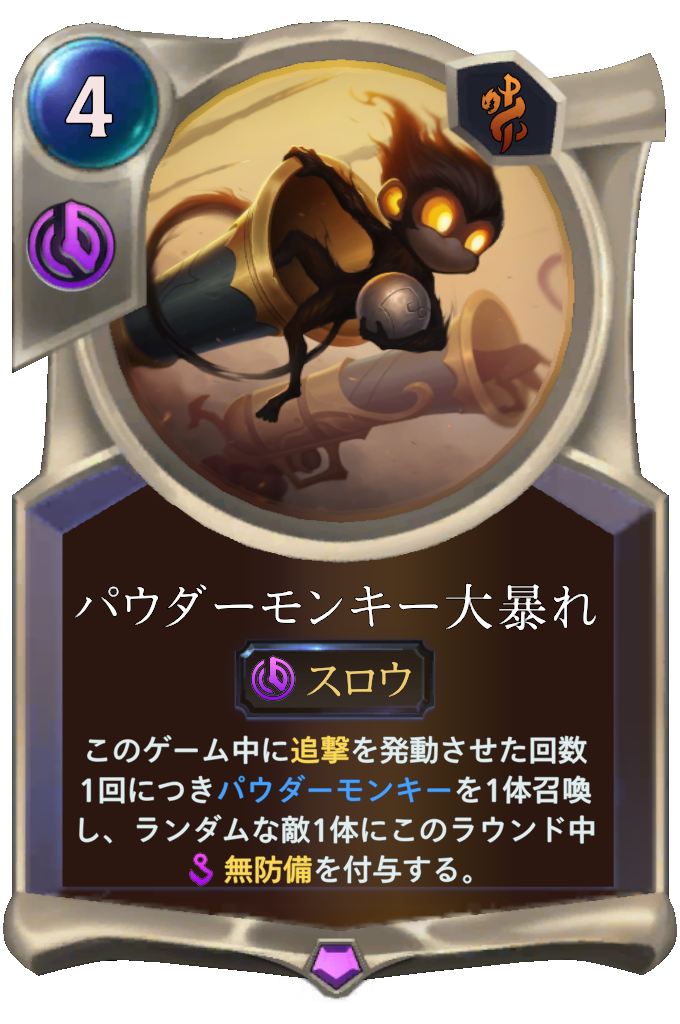 4
パウダーモンキー大暴れ
スロウ
このゲーム中に追撃を発動させた回数
1回につきパウダーモンキーを1体召喚
し、ランダムな敵1体にこのラウンド中
無防備を付与する。